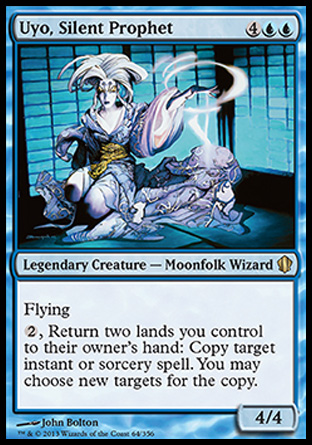 Uyo, Silent Prophet 4
Legendary Creature — Moonfolk Wizard
Flying
2, Return two lands you control
to their owner's hand: Copy target
instant or sorcery spell. You may
choose new targets for the copy.
4/4
John Bolton
™ & © 2013 Wizards of the Coast 64/356